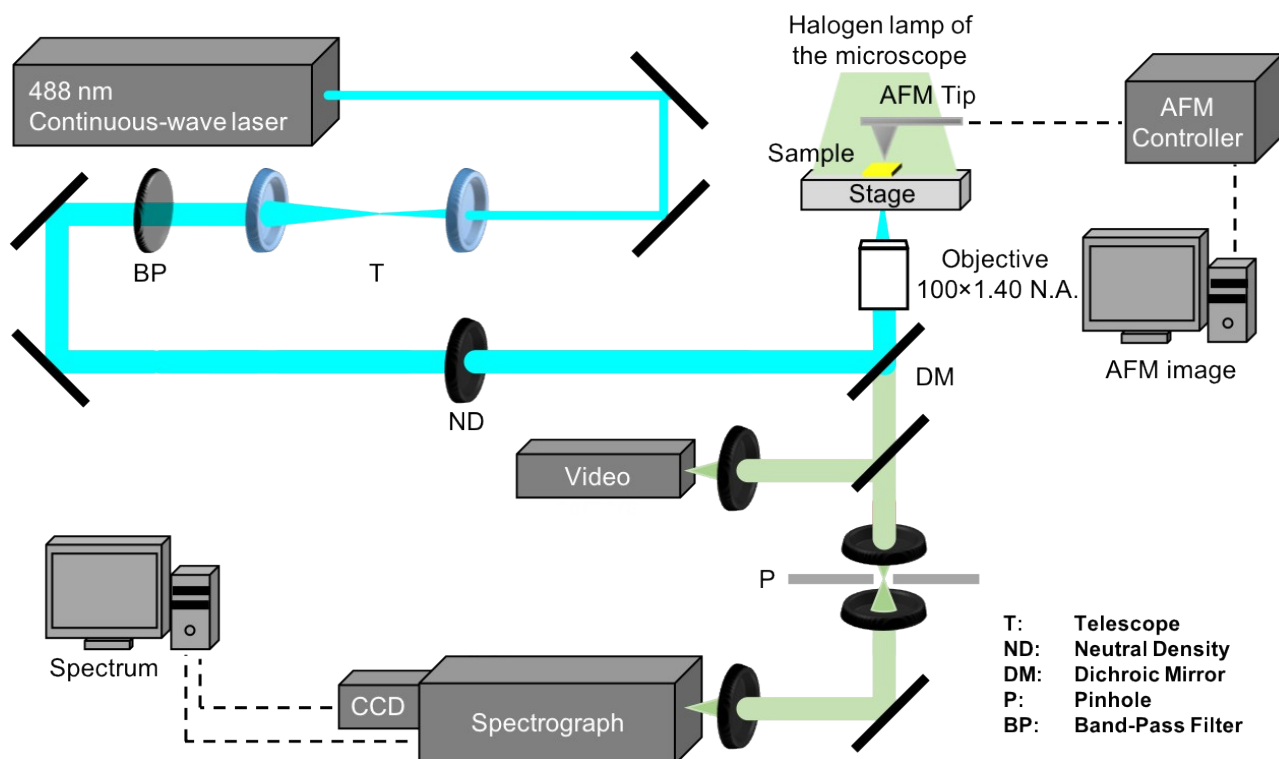 Halogen lamp of
the microscope
488 nm
Continuous-wave laser
AFM Tip
AFM
Controller
Sample
Stage
BP
T
Objective
100×1.40 N.A.
AFM image
DM
ND
Video
P
Spectrum
CCD
Spectrograph
T: Telescope
ND: Neutral Density
DM: Dichroic Mirror
P: Pinhole
BP: Band-Pass Filter